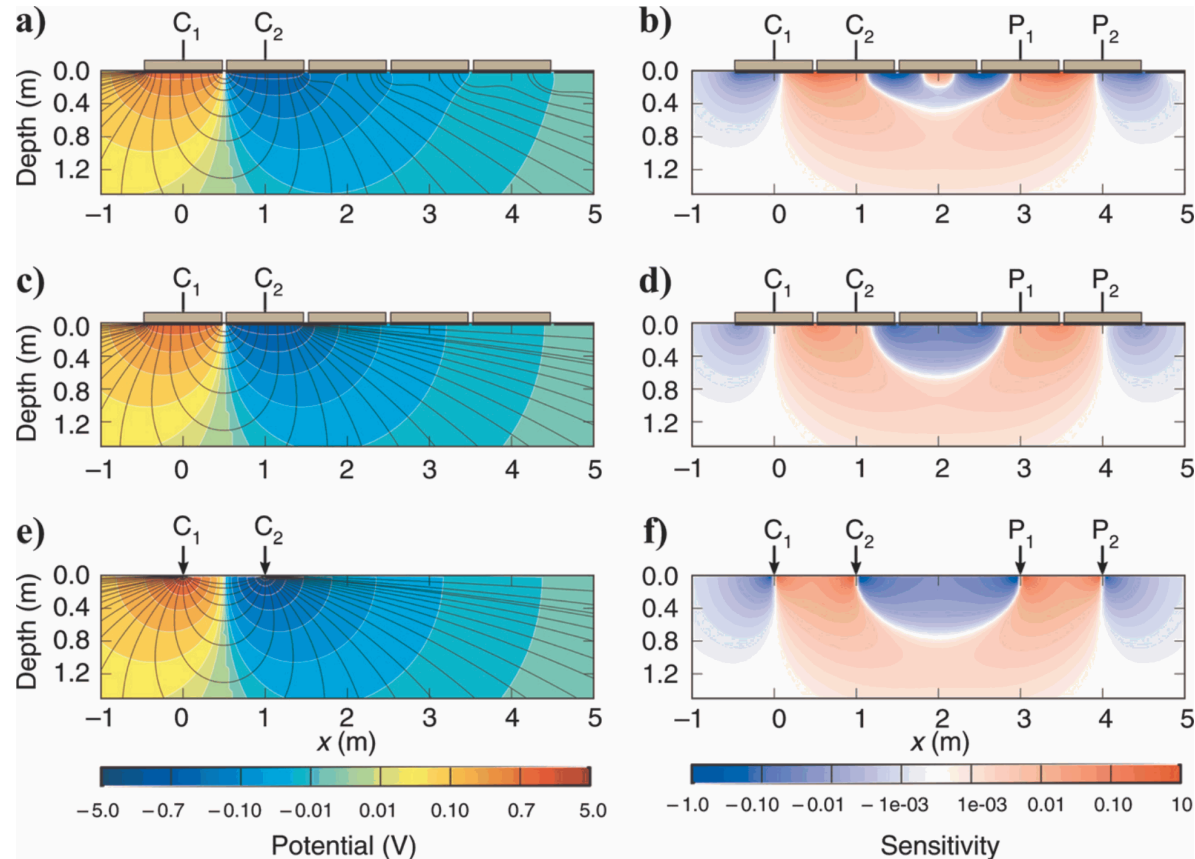 a)
C1 C2
Depth (m)
0.0
0.4
0.8
1.2
−1 0 1 2 3 4 5
b)
C1 C2 P1 P2
0.0
0.4
0.8
1.2
−1 0 1 2 3 4 5
c)
C1 C2
Depth (m)
0.0
0.4
0.8
1.2
−1 0 1 2 3 4 5
d)
C1 C2 P1 P2
0.0
0.4
0.8
1.2
−1 0 1 2 3 4 5
e)
C1 C2
Depth (m)
0.0
0.4
0.8
1.2
−1 0 1 2 3 4 5
x (m)
f)
C1 C2 P1 P2
0.0
0.4
0.8
1.2
−1 0 1 2 3 4 5
x (m)
−5.0 −0.7 −0.10 −0.01 0.01 0.10 0.7 5.0
Potential (V)
−1.0 −0.10 −0.01 −1e-03 1e-03 0.01 0.10 10
Sensitivity